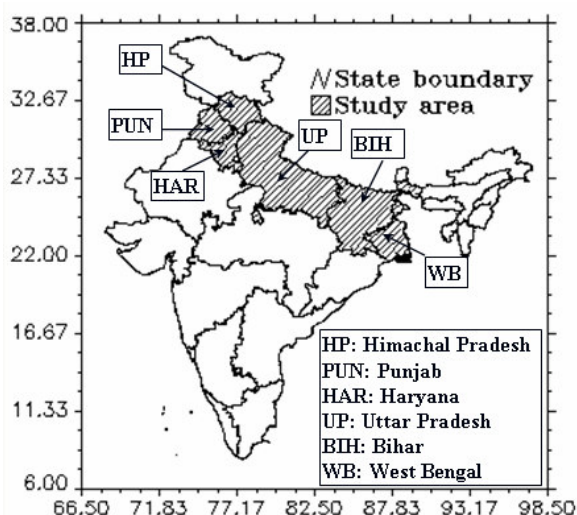 38.00
32.67
27.33
22.00
16.67
11.33
6.00
HP
PUN
HAR
UP
BIH
WB
State boundary
Study area
HP: Himachal Pradesh
PUN: Punjab
HAR: Haryana
UP: Uttar Pradesh
BIH: Bihar
WB: West Bengal
66.50 71.83 77.17 82.50 87.83 93.17 98.50